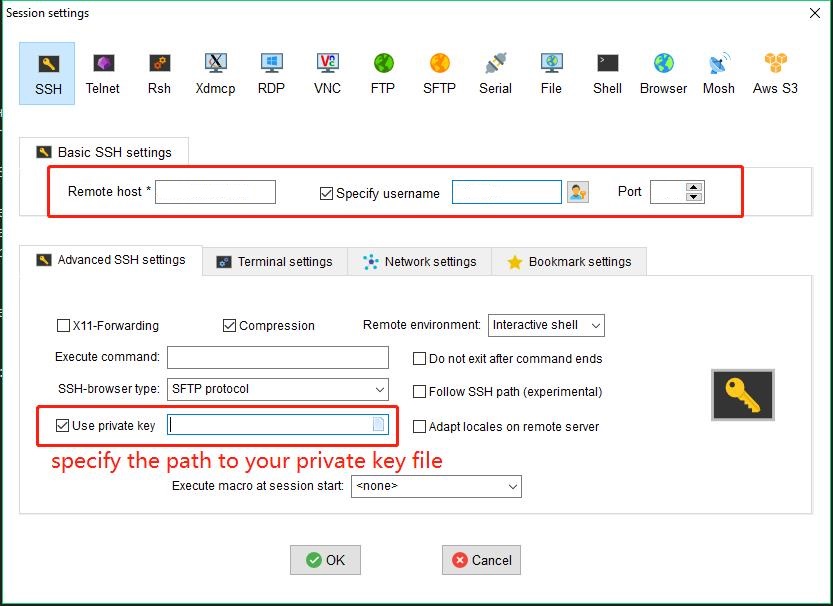 Session settings
SSH Telnet Rsh Xdmcp RDP VNC FTP SFTP Serial File Shell Browser Mosh Aws S3
Basic SSH settings
Remote host * Specify username Port
Advanced SSH settings Terminal settings Network settings Bookmark settings
X11-Forwarding Compression Remote environment: Interactive shell
Execute command: Do not exit after command ends
SSH-browser type: SFTP protocol Follow SSH path (experimental)
Use private key Adapt locales on remote server
specify the path to your private key file
Execute macro at session start: <none>
OK Cancel